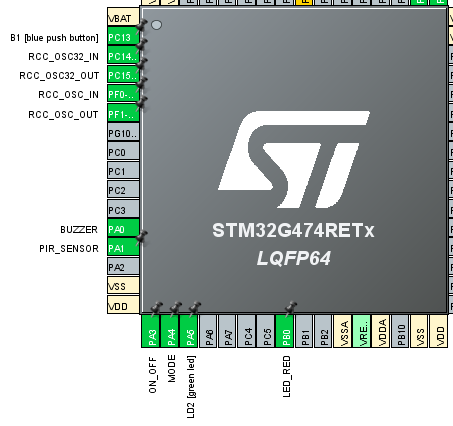 VBAT
B1 [blue push button]
PC13..
RCC_OSC32_IN
PC14..
RCC_OSC32_OUT
PC15..
RCC_OSC_IN
PF0-..
RCC_OSC_OUT
PF1-..
PG10..
PC0
PC1
PC2
PC3
BUZZER
PA0
PIR_SENSOR
PA1
PA2
VSS
VDD
ST
STM32G474RETx
LQFP64
PA3
PA4
PA5
PA6
PA7
PC4
PC5
PB0
PB1
PB2
VSSA
VRE..
VDDA
PB10
VSS
VDD
ON_OFF
MODE
LD2 [green led]
LED_RED